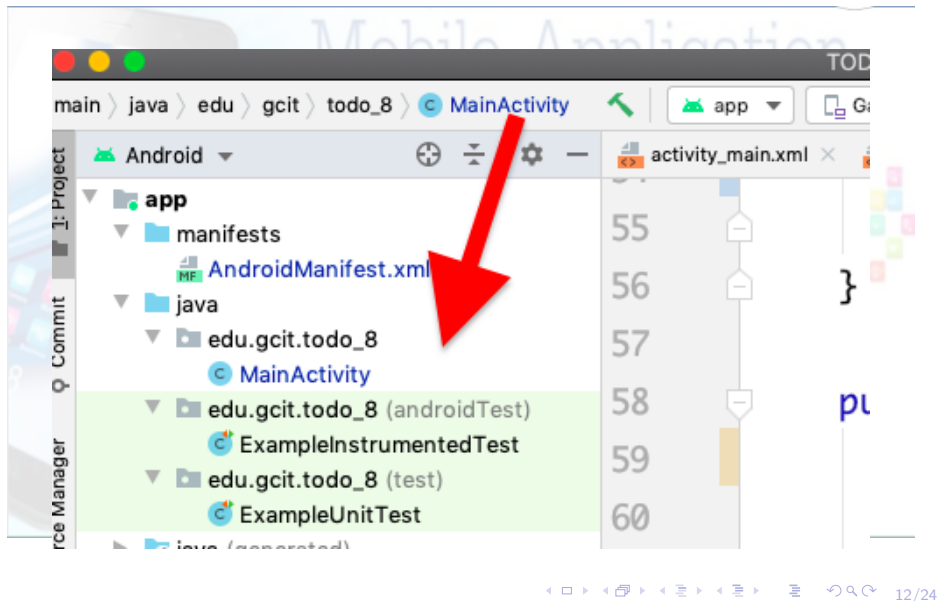 Mobile Application
TOD
main java edu gcit todo_8 MainActivity app Ga
1: Project
Android
activity_main.xml
app
manifests
AndroidManifest.xml
java
edu.gcit.todo_8
MainActivity
edu.gcit.todo_8 (androidTest)
ExampleInstrumentedTest
edu.gcit.todo_8 (test)
ExampleUnitTest
java (generated)
Commit
rce Manager
55
56 }
57
58 pu
59
60
12/24